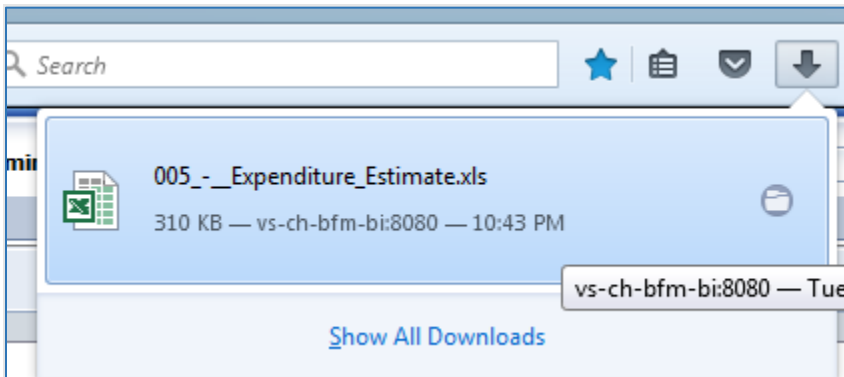 Search
min
005_-__Expenditure_Estimate.xls
310 KB — vs-ch-bfm-bi:8080 — 10:43 PM
vs-ch-bfm-bi:8080 — Tue
Show All Downloads